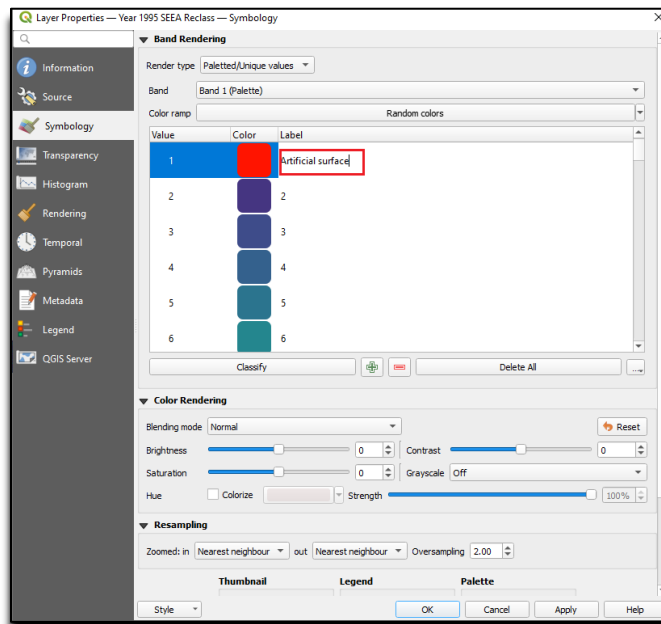 Layer Properties — Year 1995 SEEA Reclass — Symbology
Information
Source
Symbology
Transparency
Histogram
Rendering
Temporal
Pyramids
Metadata
Legend
QGIS Server
Band Rendering
Render type Paletted/Unique values
Band Band 1 (Palette)
Color ramp Random colors
Value Color Label
1 Artificial surface
2 2
3 3
4 4
5 5
6 6
Classify Delete All ...
Color Rendering
Blending mode Normal Reset
Brightness 0 Contrast 0
Saturation 0 Grayscale Off
Hue Colorize Strength 100%
Resampling
Zoomed: in Nearest neighbour out Nearest neighbour Oversampling 2.00
Thumbnail Legend Palette
Style OK Cancel Apply Help